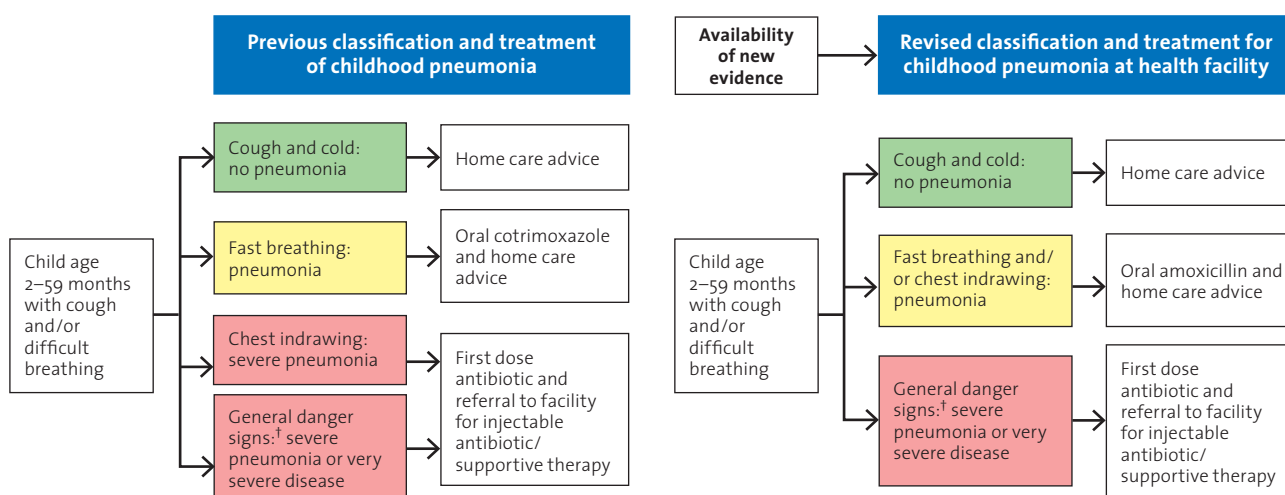 Previous classification and treatment
of childhood pneumonia
Cough and cold:
no pneumonia
Home care advice
Fast breathing:
pneumonia
Oral cotrimoxazole
and home care
advice
Child age
2–59 months
with cough
and/or
difficult
breathing
Chest indrawing:
severe pneumonia
General danger
signs:† severe
pneumonia or very
severe disease
First dose
antibiotic and
referral to facility
for injectable
antibiotic/
supportive therapy
Availability
of new
evidence
Revised classification and treatment for
childhood pneumonia at health facility
Cough and cold:
no pneumonia
Home care advice
Child age
2–59 months
with cough
and/or
difficult
breathing
Fast breathing and/
or chest indrawing:
pneumonia
Oral amoxicillin and
home care advice
General danger
signs:† severe
pneumonia or very
severe disease
First dose
antibiotic and
referral to facility
for injectable
antibiotic/
supportive therapy